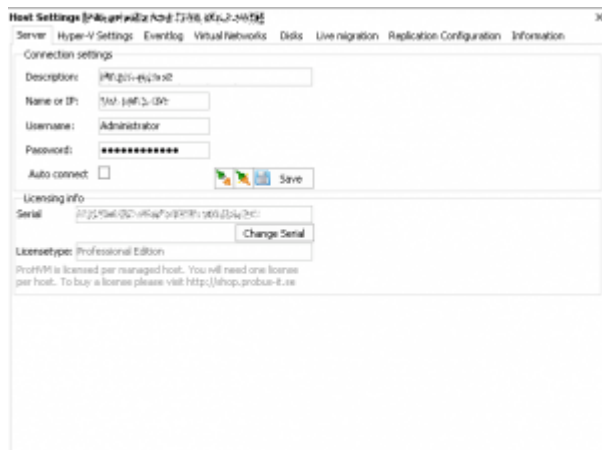 Host Settings
Server Hyper-V Settings Eventlog Virtual Networks Disks Live migration Replication Configuration Information
Connection settings
Description:
Name or IP:
Username: Administrator
Password: ••••••••••••
Auto connect Save
Licensing info
Serial
Change Serial
Licensetype: Professional Edition
ProHVM is licensed per managed host. You will need one license
per host. To buy a license please visit http://shop.probus-it.se